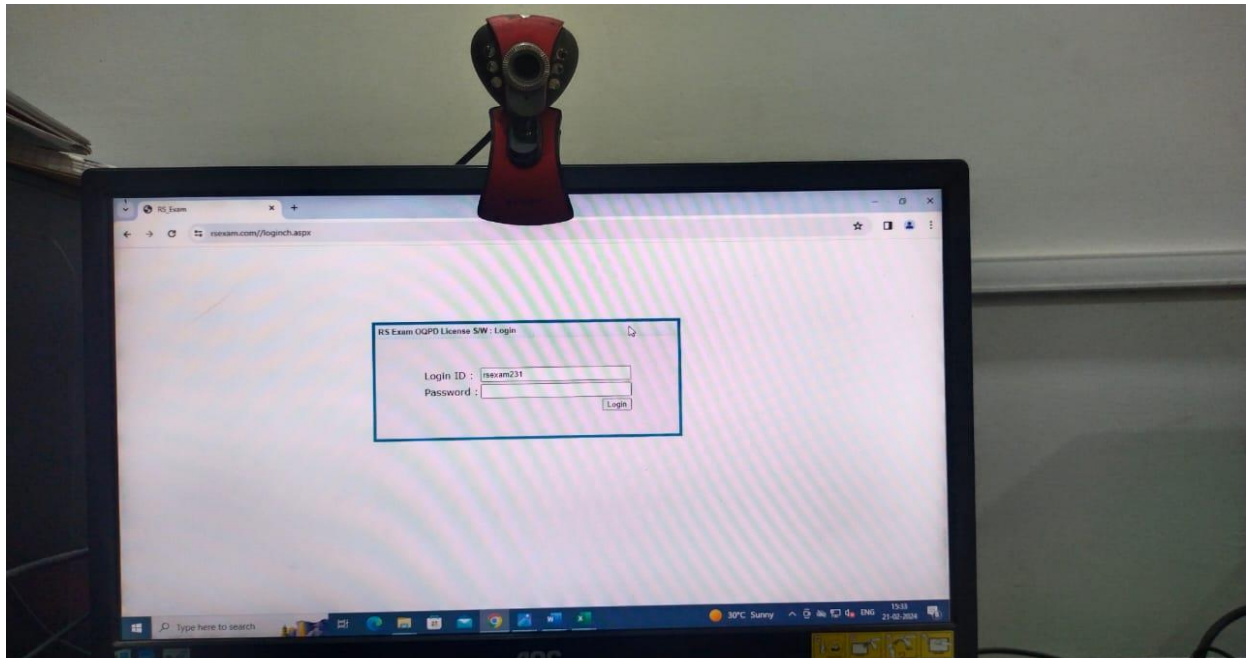 RS_Exam
rsexam.com//loginch.aspx
RS Exam OQPD License S/W : Login
Login ID : rsexam231
Password :
Login
Type here to search
30°C Sunny
ENG
15:33
21-02-2024
AOC